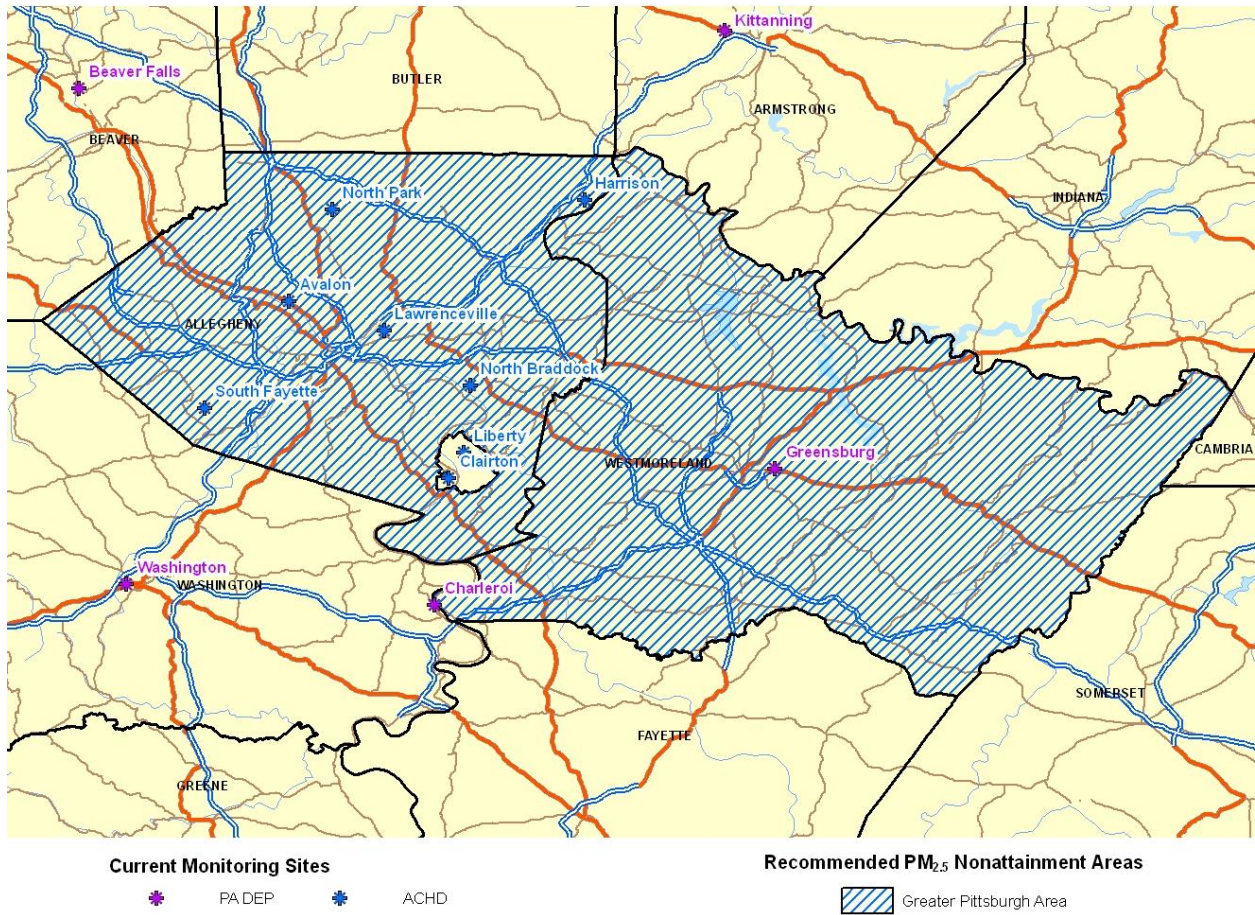 Kittanning
Beaver Falls
BUTLER
ARMSTRONG
BEAVER
North Park
Harrison
INDIANA
Avalon
Lawrenceville
ALLEGHENY
North Braddock
South Fayette
Liberty
Clairton
WESTMORELAND
Greensburg
CAMBRIA
Washington
WASHINGTON
Charleroi
SOMERSET
FAYETTE
GREENE
Current Monitoring Sites
PA DEP
ACHD
Recommended PM2.5 Nonattainment Areas
Greater Pittsburgh Area